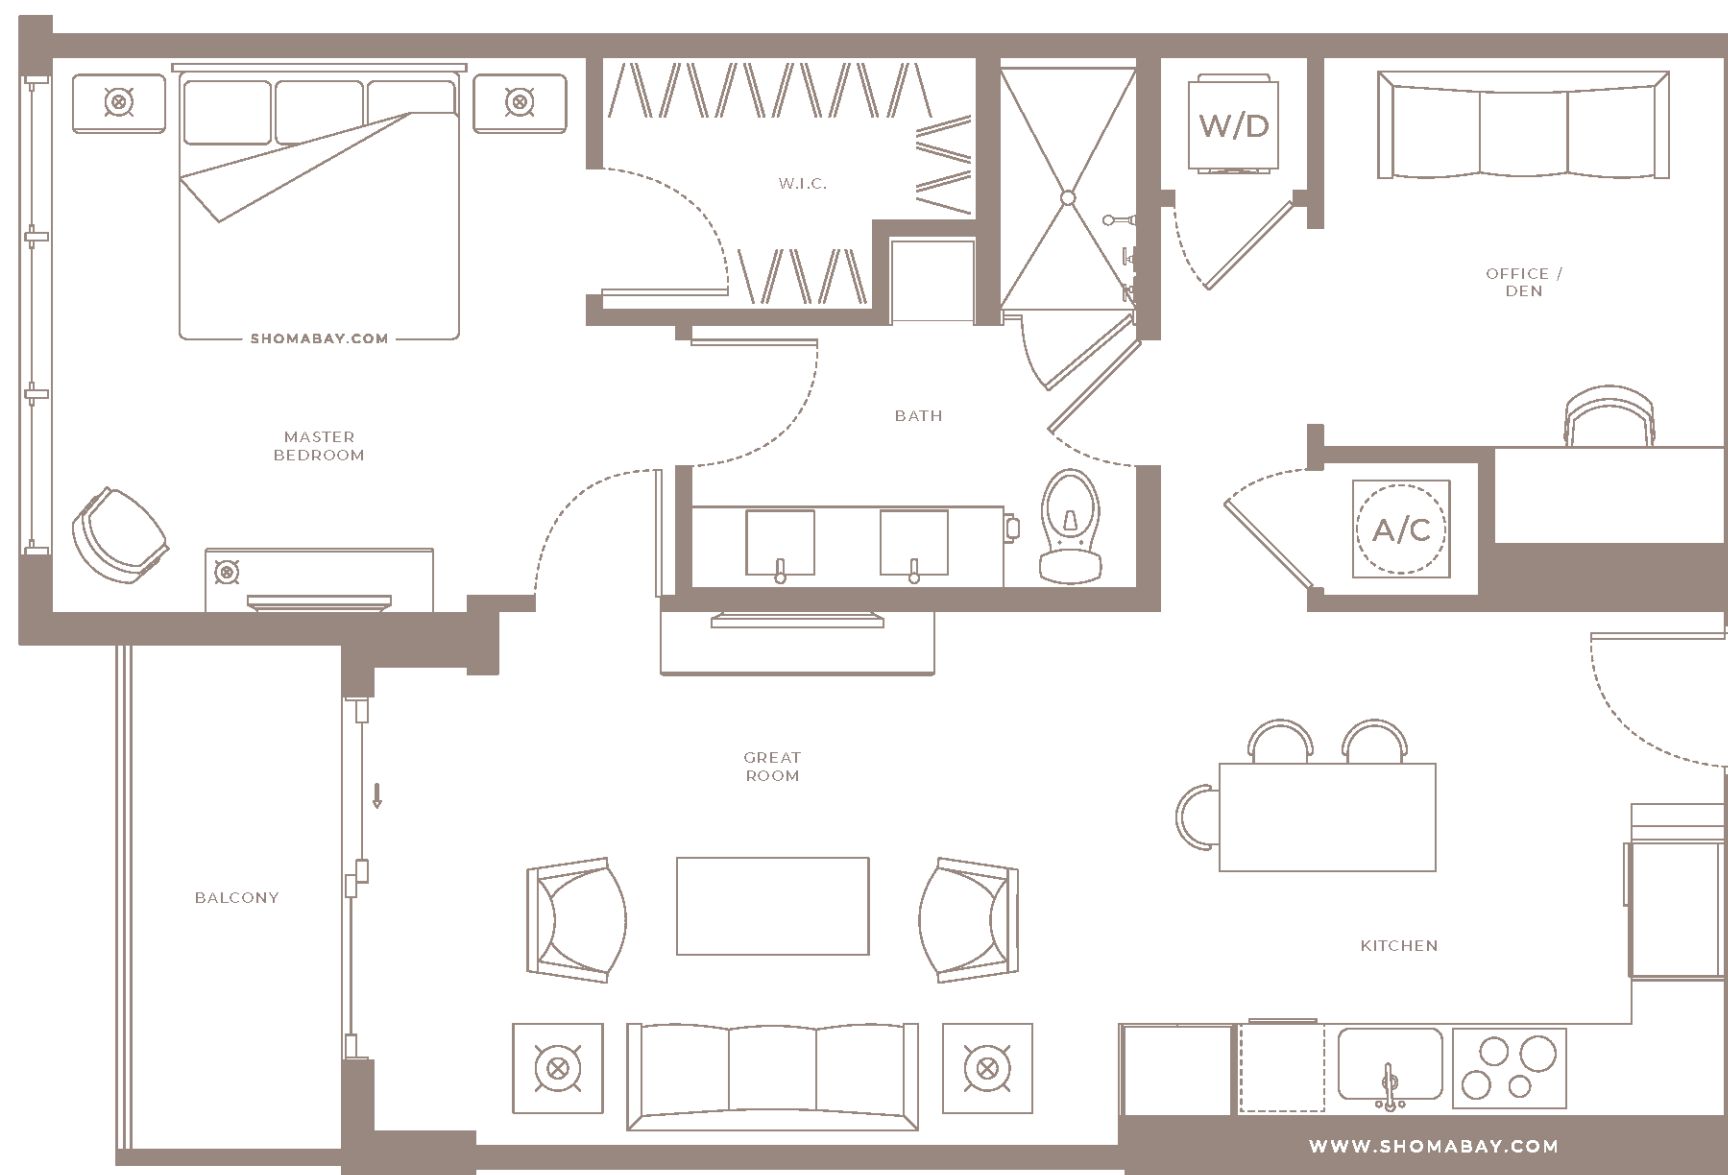 W/D
W.I.C.
OFFICE /
DEN
SHOMABAY.COM
BATH
MASTER
BEDROOM
A/C
GREAT
ROOM
BALCONY
KITCHEN
WWW.SHOMABAY.COM